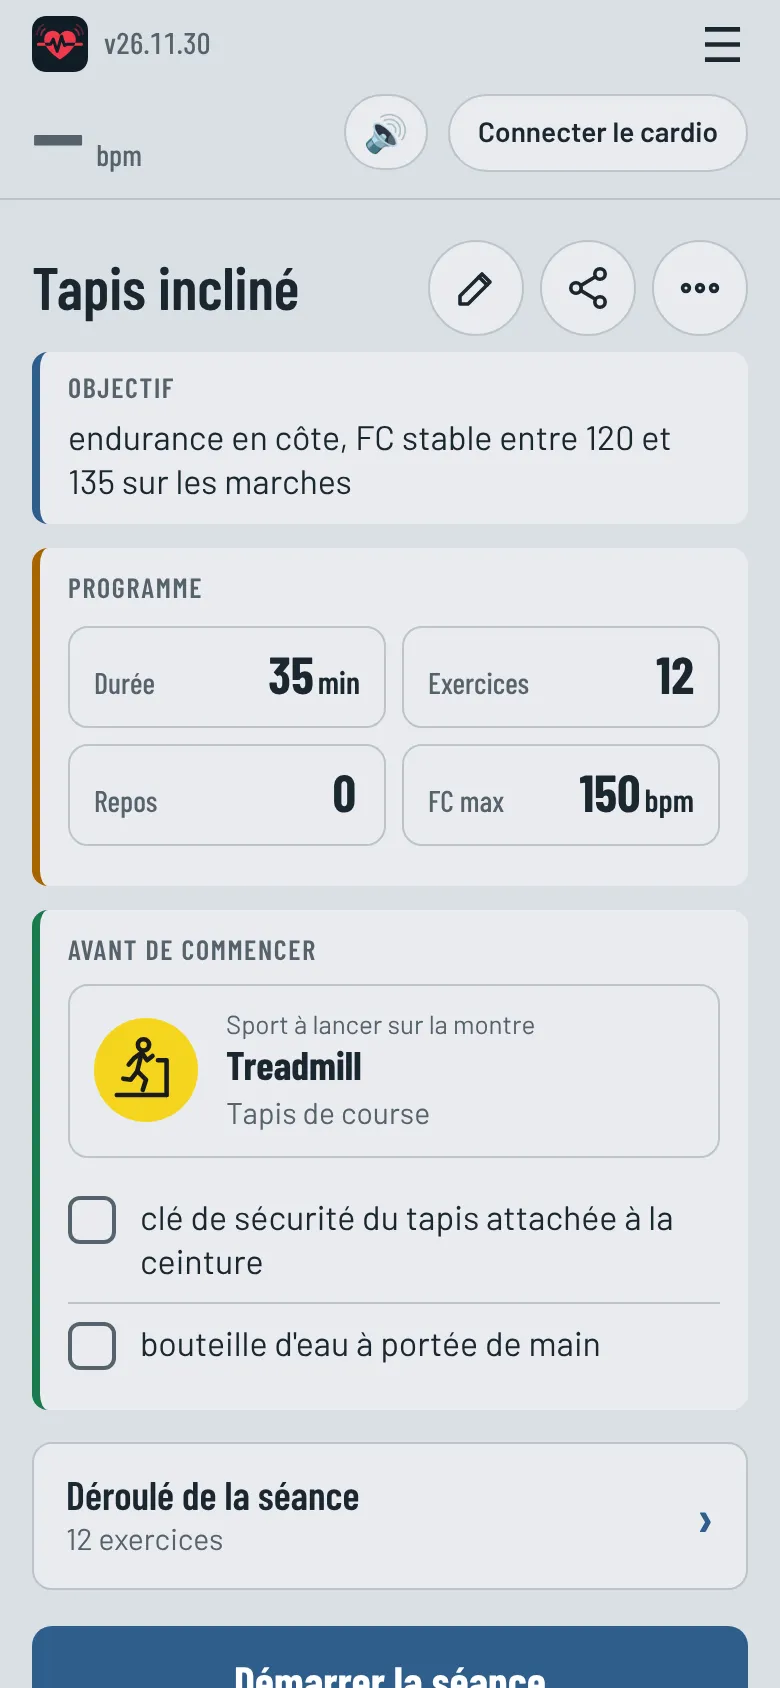 v26.11.30
bpm
Connecter le cardio
Tapis incliné
OBJECTIF
endurance en côte, FC stable entre 120 et
135 sur les marches
PROGRAMME
Durée 35 min
Exercices 12
Repos 0
FC max 150 bpm
AVANT DE COMMENCER
Sport à lancer sur la montre
Treadmill
Tapis de course
clé de sécurité du tapis attachée à la
ceinture
bouteille d'eau à portée de main
Déroulé de la séance
12 exercices
Démarrer la séance